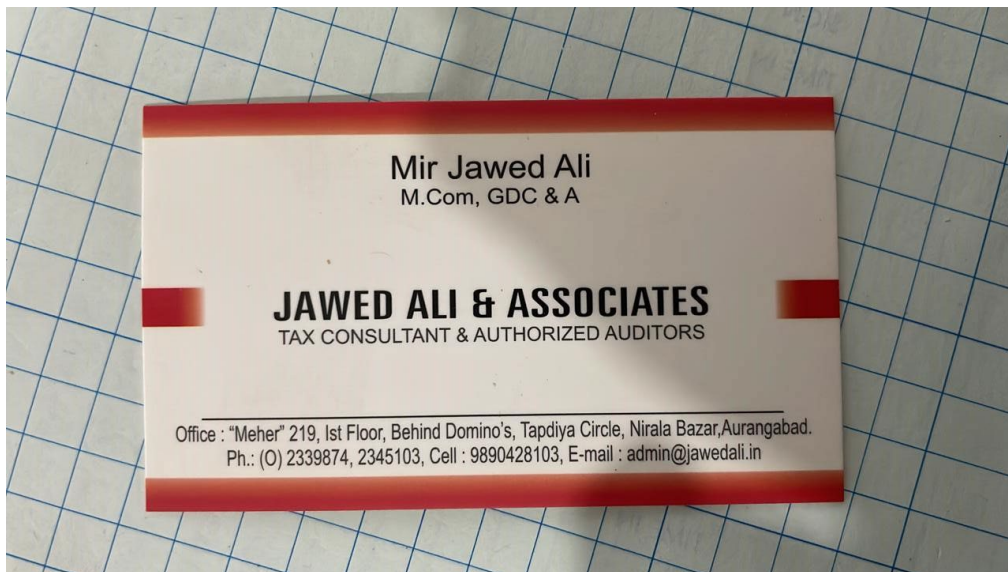 Mir Jawed Ali
M.Com, GDC & A
JAWED ALI & ASSOCIATES
TAX CONSULTANT & AUTHORIZED AUDITORS
Office : “Meher” 219, Ist Floor, Behind Domino’s, Tapdiya Circle, Nirala Bazar,Aurangabad.
Ph.: (O) 2339874, 2345103, Cell : 9890428103, E-mail : admin@jawedali.in